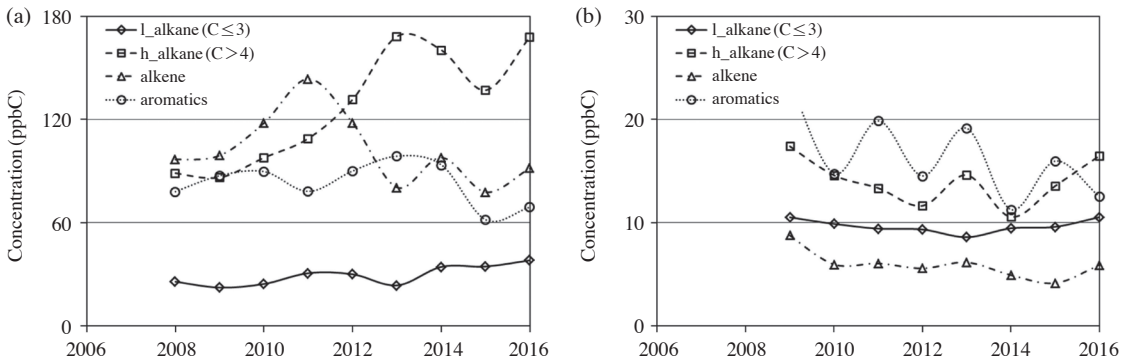 (a)
180
120
60
0
Concentration (ppbC)
l_alkane (C≤3)
h_alkane (C>4)
alkene
aromatics
2006 2008 2010 2012 2014 2016
(b)
30
20
10
0
Concentration (ppbC)
l_alkane (C≤3)
h_alkane (C>4)
alkene
aromatics
2006 2008 2010 2012 2014 2016